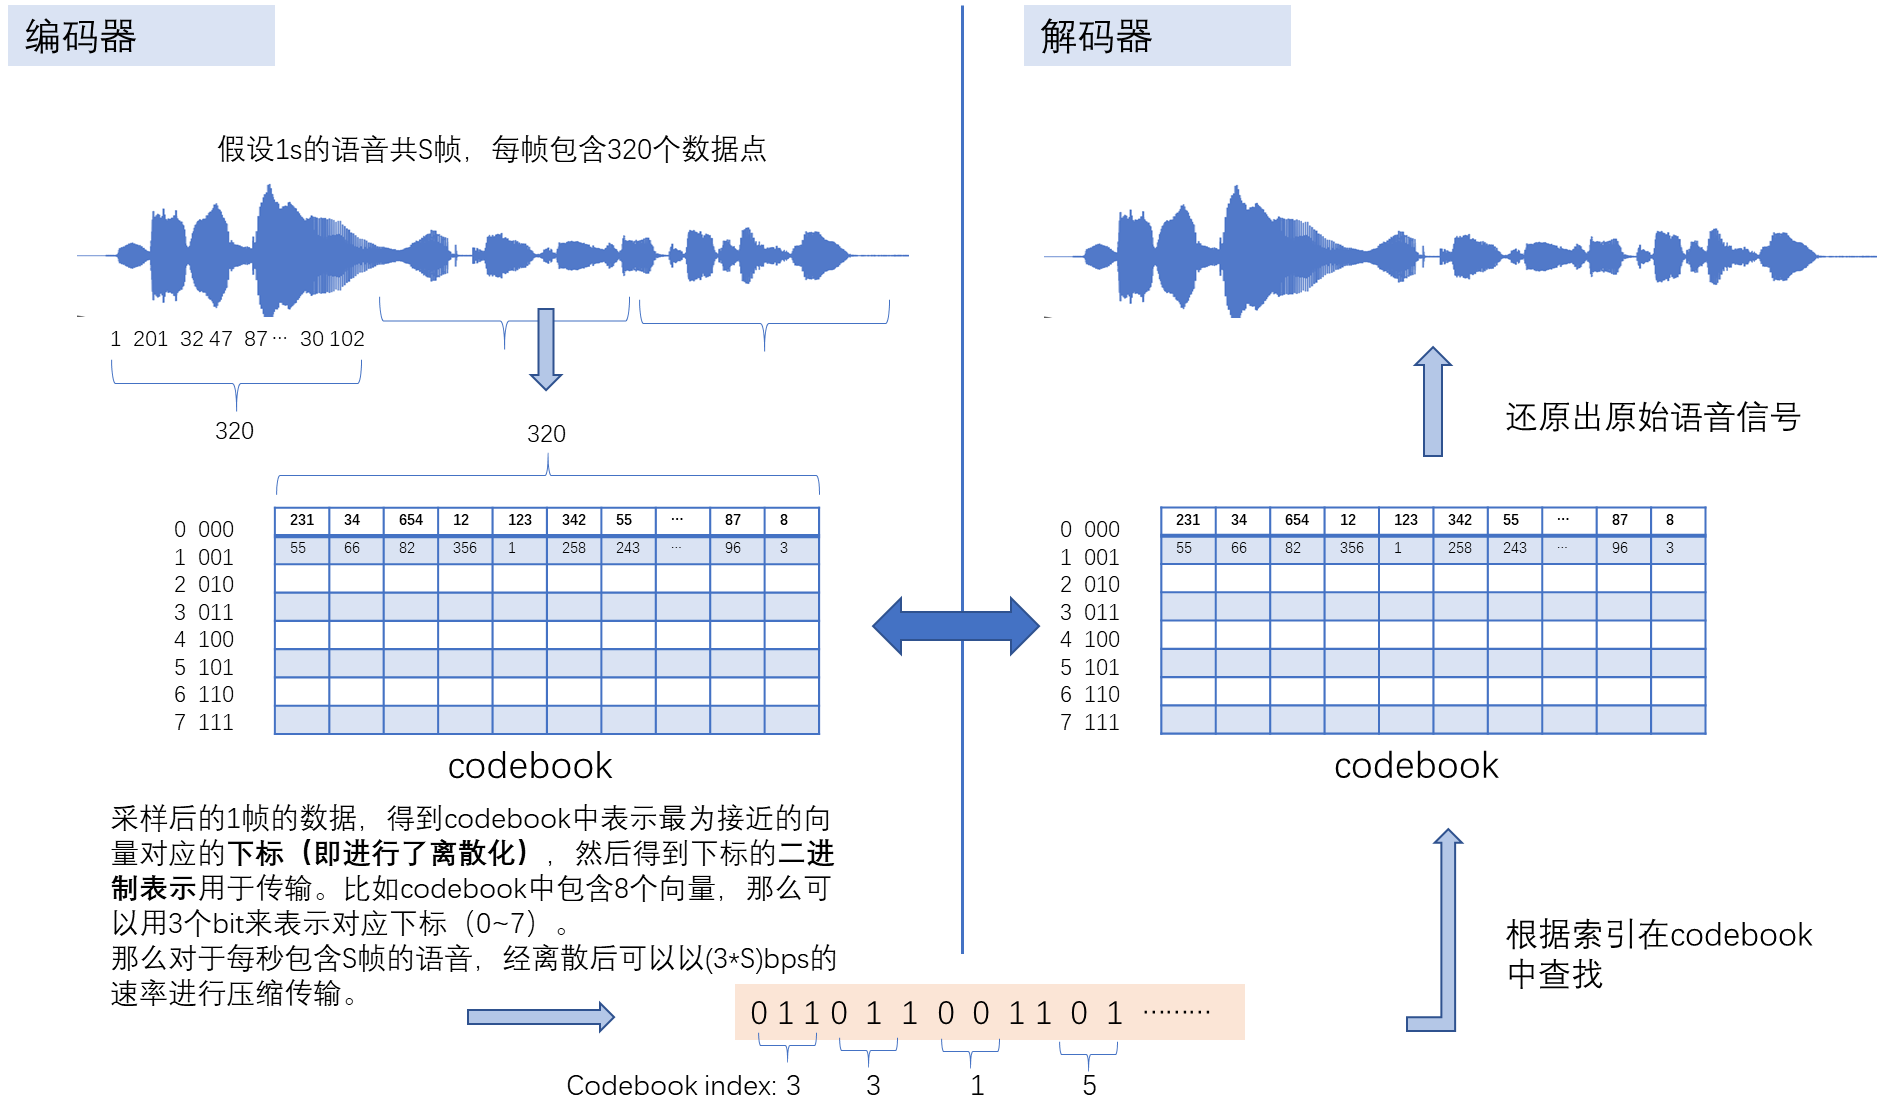 编码器
解码器
假设1s的语音共S帧，每帧包含320个数据点
1 201 32 47 87 … 30 102
320
320
0 000
1 001
2 010
3 011
4 100
5 101
6 110
7 111
231 34 654 12 123 342 55 … 87 8
55 66 82 356 1 258 243 … 96 3
codebook
采样后的1帧的数据，得到codebook中表示最为接近的向
量对应的下标（即进行了离散化），然后得到下标的二进
制表示用于传输。比如codebook中包含8个向量，那么可
以用3个bit来表示对应下标（0~7）。
那么对于每秒包含S帧的语音，经离散后可以以(3*S)bps的
速率进行压缩传输。
0 1 1 0 1 1 0 0 1 1 0 1 ………
Codebook index: 3 3 1 5
还原出原始语音信号
0 000
1 001
2 010
3 011
4 100
5 101
6 110
7 111
231 34 654 12 123 342 55 … 87 8
55 66 82 356 1 258 243 … 96 3
codebook
根据索引在codebook
中查找